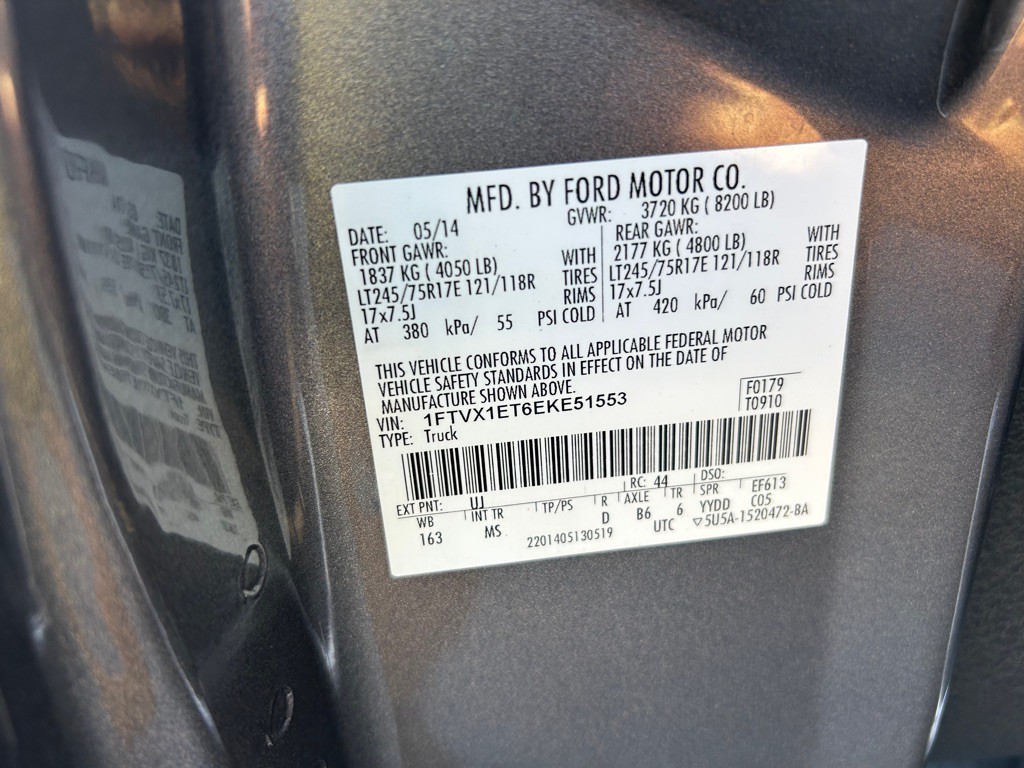 MFD. BY FORD MOTOR CO.
DATE: 05/14 GVWR: 3720 KG ( 8200 LB)
FRONT GAWR: REAR GAWR:
1837 KG ( 4050 LB) WITH 2177 KG ( 4800 LB) WITH
LT245/75R17E 121/118R TIRES LT245/75R17E 121/118R TIRES
17x7.5J RIMS 17x7.5J RIMS
AT 380 kPa/ 55 PSI COLD AT 420 kPa/ 60 PSI COLD
THIS VEHICLE CONFORMS TO ALL APPLICABLE FEDERAL MOTOR
VEHICLE SAFETY STANDARDS IN EFFECT ON THE DATE OF
MANUFACTURE SHOWN ABOVE.
VIN: 1FTVX1ET6EKE51553 F0179
TYPE: Truck T0910
EXT PNT: UJ RC: 44 DSO:
WB INT TR TP/PS R AXLE TR SPR EF613
163 MS D B6 6 YYDD C05
2201405130519 UTC ▽5U5A-1520472-BA